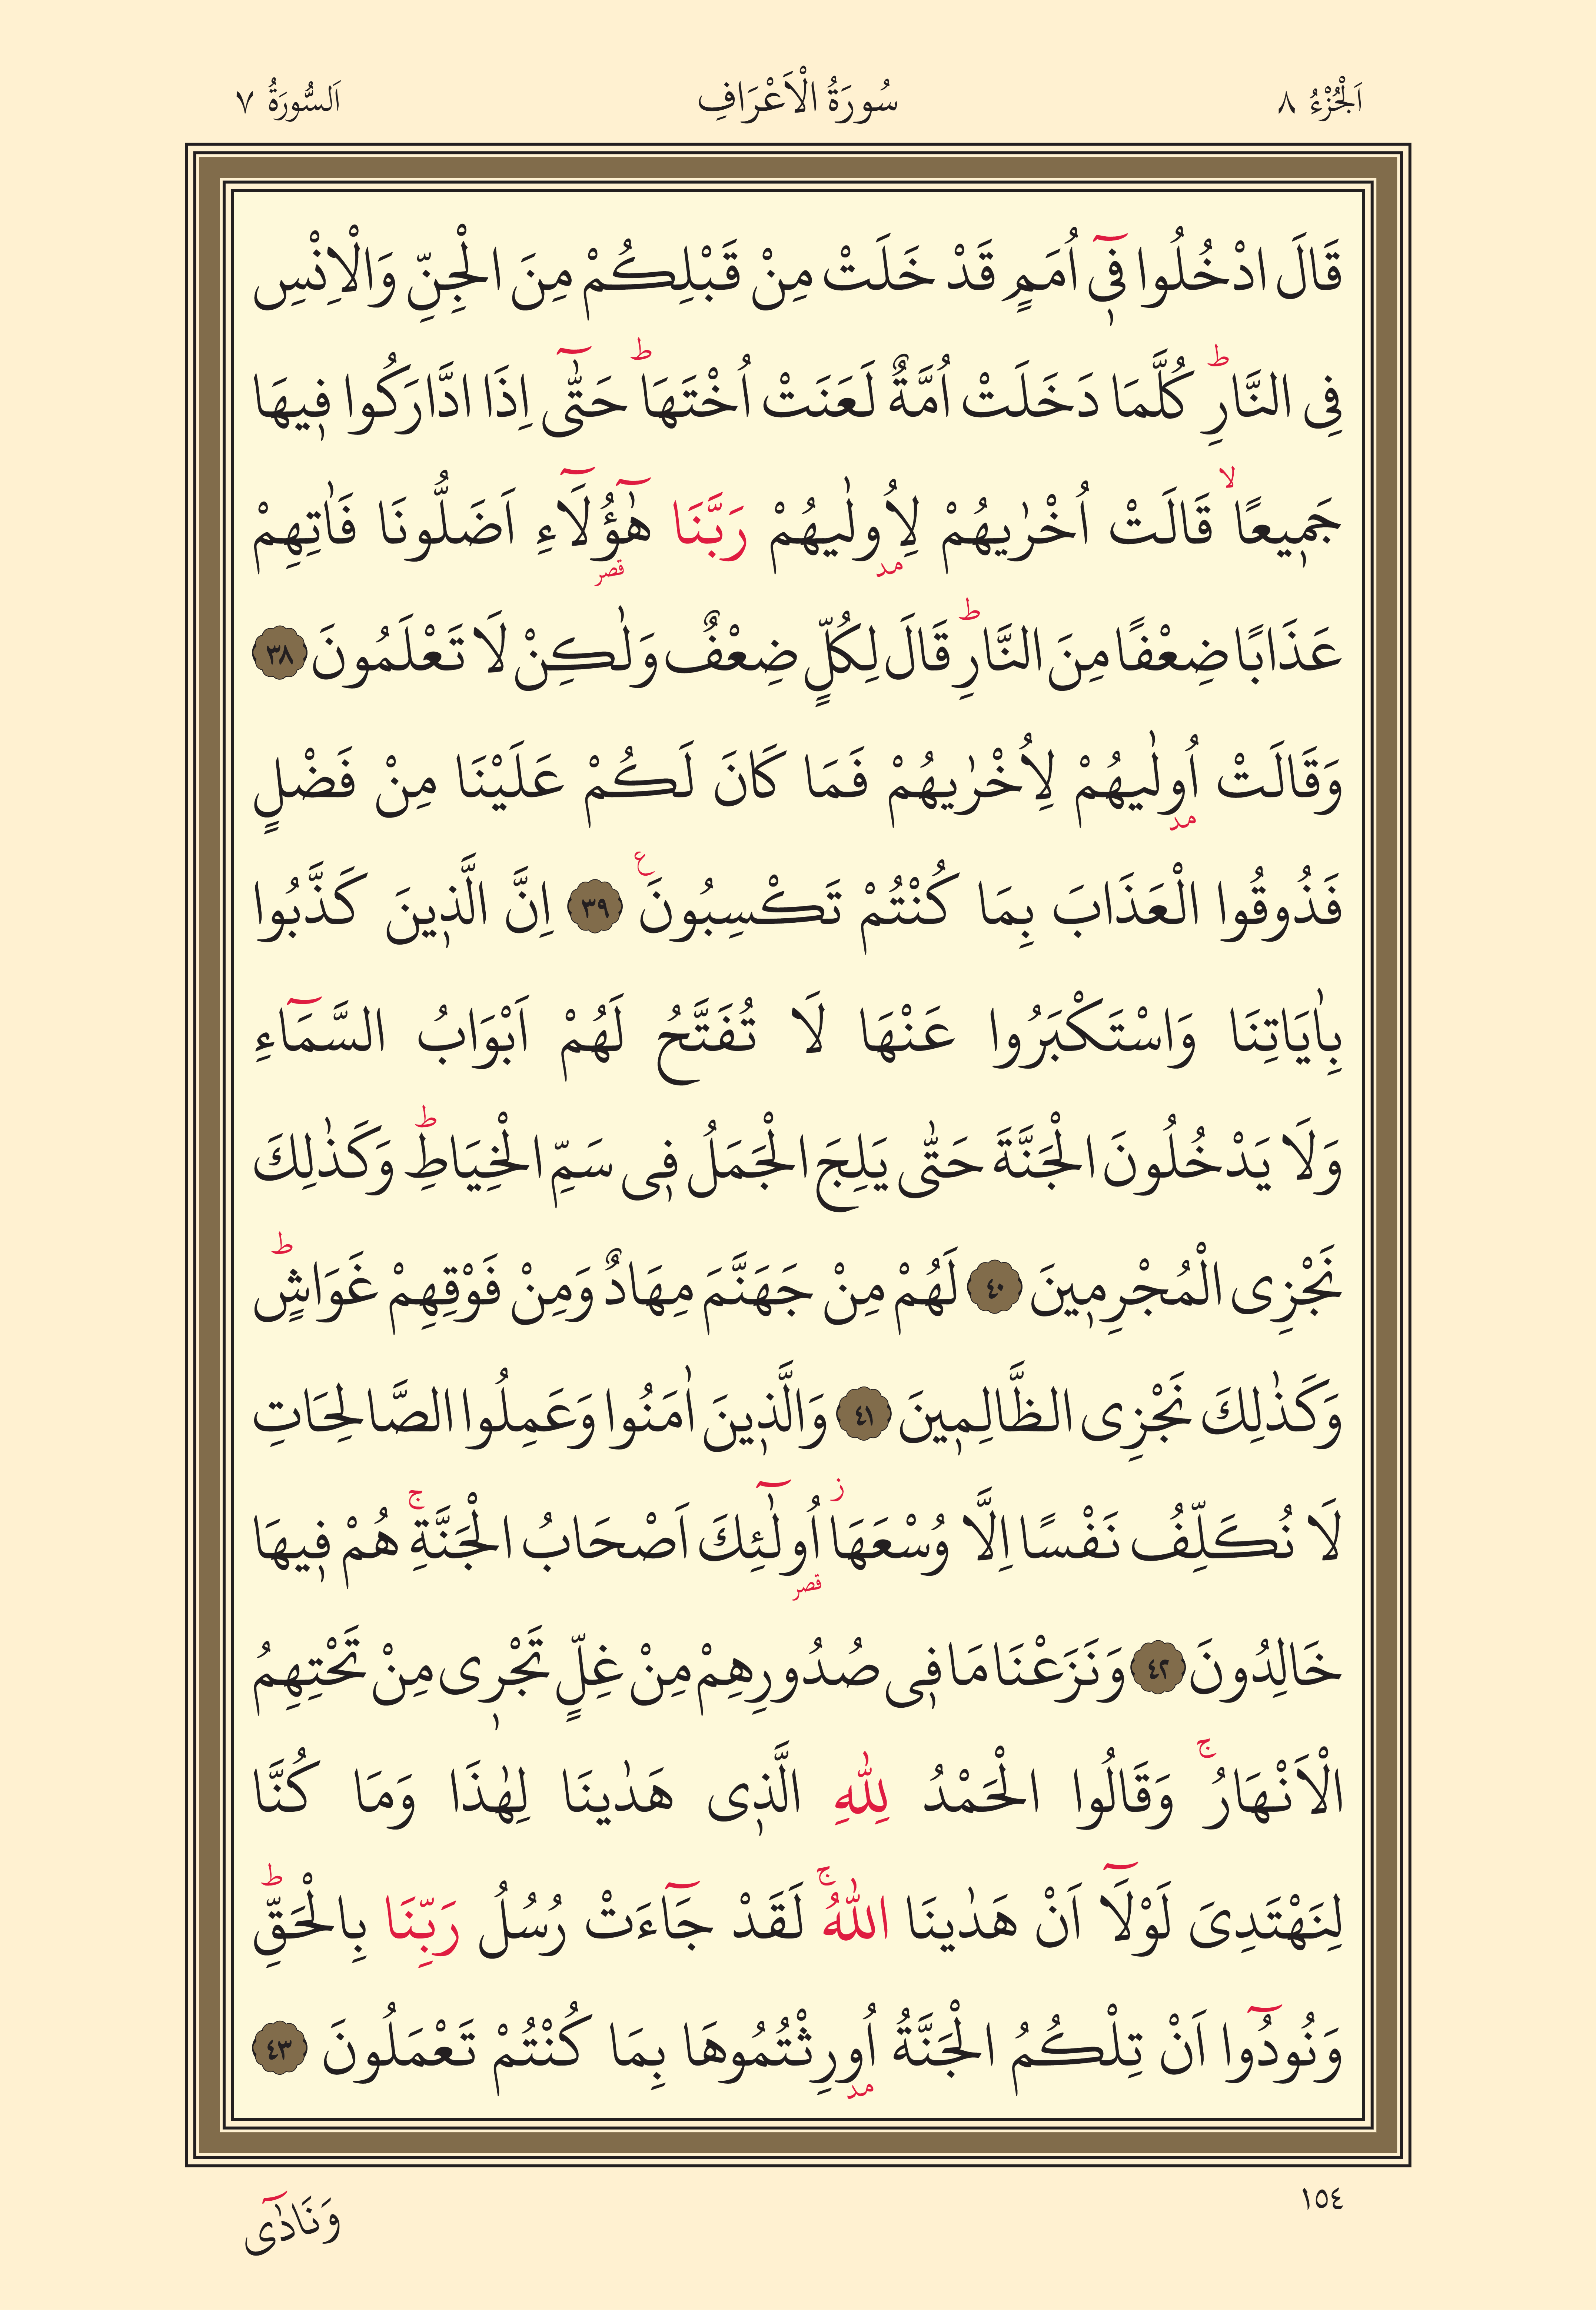 اَلْجُزْءُ ٨
سُورَةُ الْاَعْرَافِ
اَلسُّورَةُ ٧
قَالَ ادْخُلُوا ف۪ٓي اُمَمٍ قَدْ خَلَتْ مِنْ قَبْلِكُمْ مِنَ الْجِنِّ وَالْاِنْسِ
فِي النَّارِۜ كُلَّمَا دَخَلَتْ اُمَّةٌ لَعَنَتْ اُخْتَهَاۜ حَتّٰٓى اِذَا ادَّارَكُوا ف۪يهَا
جَم۪يعًاۙ قَالَتْ اُخْرٰيهُمْ لِاُو۫لٰيهُمْ رَبَّنَا هٰٓؤُ۬لَٓاءِ اَضَلُّونَا فَاٰتِهِمْ
عَذَابًا ضِعْفًا مِنَ النَّارِۜ قَالَ لِكُلٍّ ضِعْفٌ وَلٰكِنْ لَا تَعْلَمُونَ ٣٨
وَقَالَتْ اُو۫لٰيهُمْ لِاُخْرٰيهُمْ فَمَا كَانَ لَكُمْ عَلَيْنَا مِنْ فَضْلٍ
فَذُوقُوا الْعَذَابَ بِمَا كُنْتُمْ تَكْسِبُونَ۟ ٣٩ اِنَّ الَّذ۪ينَ كَذَّبُوا
بِاٰيَاتِنَا وَاسْتَكْبَرُوا عَنْهَا لَا تُفَتَّحُ لَهُمْ اَبْوَابُ السَّمَٓاءِ
وَلَا يَدْخُلُونَ الْجَنَّةَ حَتّٰى يَلِجَ الْجَمَلُ ف۪ي سَمِّ الْخِيَاطِۜ وَكَذٰلِكَ
نَجْزِي الْمُجْرِم۪ينَ ٤٠ لَهُمْ مِنْ جَهَنَّمَ مِهَادٌ وَمِنْ فَوْقِهِمْ غَوَاشٍۜ
وَكَذٰلِكَ نَجْزِي الظَّالِم۪ينَ ٤١ وَالَّذ۪ينَ اٰمَنُوا وَعَمِلُوا الصَّالِحَاتِ
لَا نُكَلِّفُ نَفْسًا اِلَّا وُسْعَهَاۘ اُو۬لٰٓئِكَ اَصْحَابُ الْجَنَّةِۚ هُمْ ف۪يهَا
خَالِدُونَ ٤٢ وَنَزَعْنَا مَا ف۪ي صُدُورِهِمْ مِنْ غِلٍّ تَجْر۪ي مِنْ تَحْتِهِمُ
الْاَنْهَارُۚ وَقَالُوا الْحَمْدُ لِلّٰهِ الَّذ۪ي هَدٰينَا لِهٰذَا وَمَا كُنَّا
لِنَهْتَدِيَ لَوْلَٓا اَنْ هَدٰينَا اللّٰهُۚ لَقَدْ جَٓاءَتْ رُسُلُ رَبِّنَا بِالْحَقِّۜ
وَنُودُٓوا اَنْ تِلْكُمُ الْجَنَّةُ اُو۫رِثْتُمُوهَا بِمَا كُنْتُمْ تَعْمَلُونَ ٤٣
١٥٤
وَنَادٰٓى